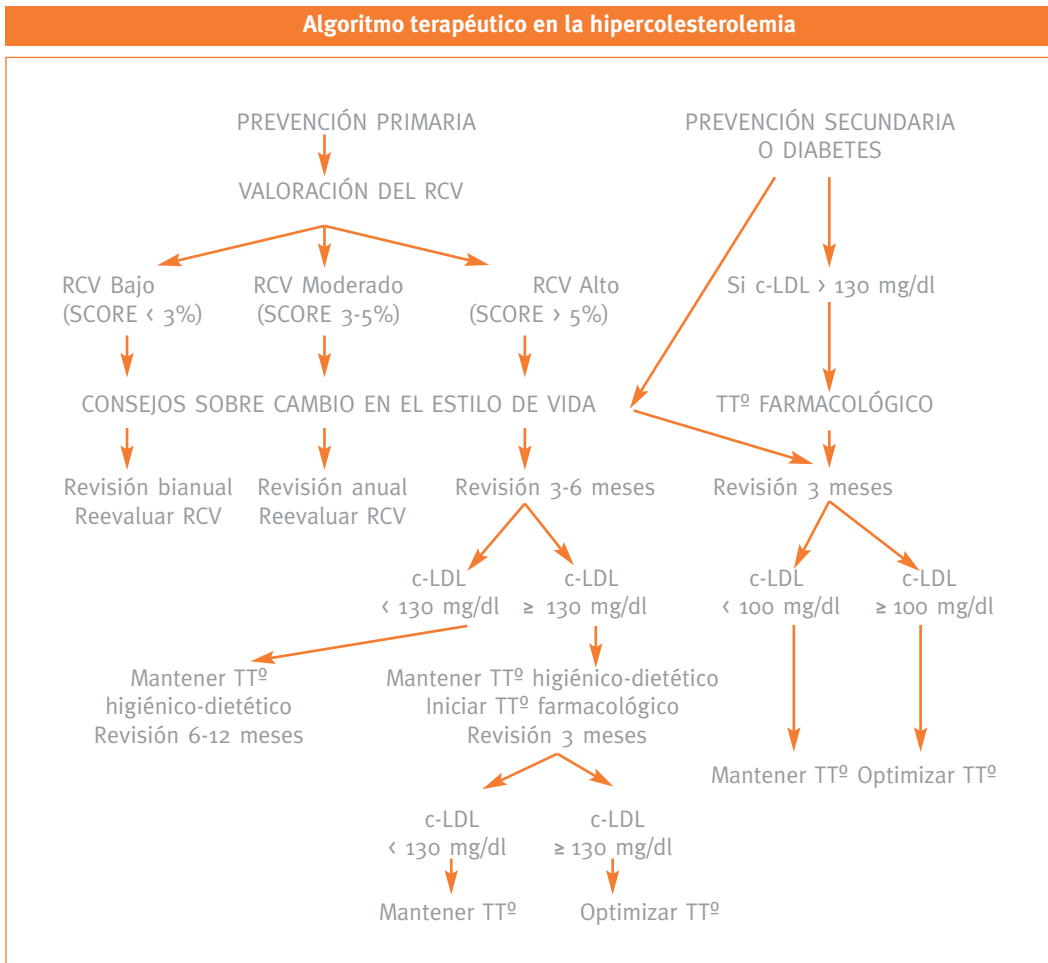 Algoritmo terapéutico en la hipercolesterolemia
PREVENCIÓN PRIMARIA
VALORACIÓN DEL RCV
RCV Bajo
(SCORE < 3%)
RCV Moderado
(SCORE 3-5%)
RCV Alto
(SCORE > 5%)
CONSEJOS SOBRE CAMBIO EN EL ESTILO DE VIDA
Revisión bianual
Reevaluar RCV
Revisión anual
Reevaluar RCV
Revisión 3-6 meses
c-LDL
< 130 mg/dl
c-LDL
≥ 130 mg/dl
Mantener TTº
higiénico-dietético
Revisión 6-12 meses
Mantener TTº higiénico-dietético
Iniciar TTº farmacológico
Revisión 3 meses
c-LDL
< 130 mg/dl
c-LDL
≥ 130 mg/dl
Mantener TTº
Optimizar TTº
PREVENCIÓN SECUNDARIA
O DIABETES
Si c-LDL > 130 mg/dl
TTº FARMACOLÓGICO
Revisión 3 meses
c-LDL
< 100 mg/dl
c-LDL
≥ 100 mg/dl
Mantener TTº
Optimizar TTº